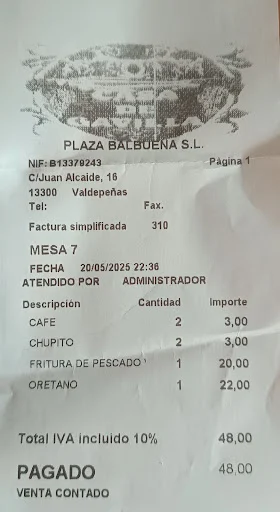 PLAZA BALBUENA S.L.
NIF: B13379243 Página 1
C/Juan Alcaide, 16
13300 Valdepeñas
Tel: Fax.
Factura simplificada 310
MESA 7
FECHA 20/05/2025 22:36
ATENDIDO POR ADMINISTRADOR
Descripción Cantidad Importe
CAFE 2 3,00
CHUPITO 2 3,00
FRITURA DE PESCADO 1 20,00
ORETANO 1 22,00
Total IVA incluido 10% 48,00
PAGADO 48,00
VENTA CONTADO